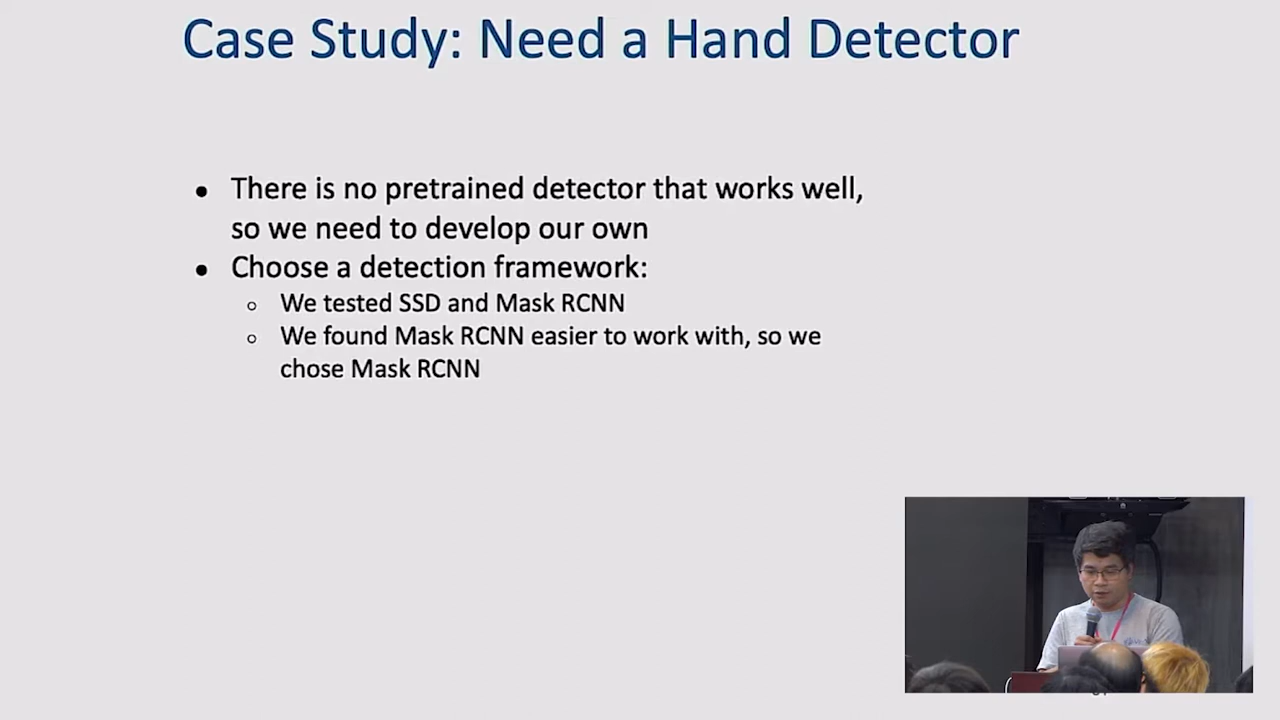 Case Study: Need a Hand Detector
● There is no pretrained detector that works well,
so we need to develop our own
● Choose a detection framework:
○ We tested SSD and Mask RCNN
○ We found Mask RCNN easier to work with, so we
chose Mask RCNN